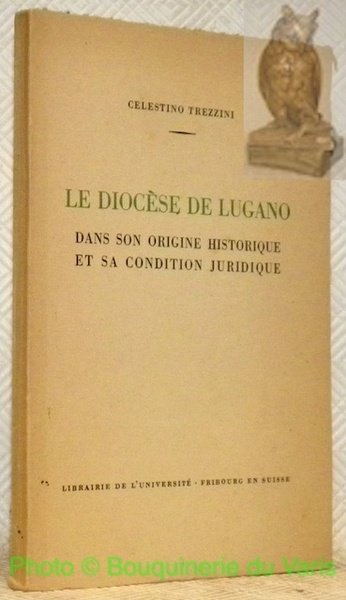 CELESTINO TREZZINI
LE DIOCÈSE DE LUGANO
DANS SON ORIGINE HISTORIQUE
ET SA CONDITION JURIDIQUE
LIBRAIRIE DE L'UNIVERSITÉ · FRIBOURG EN SUISSE
Photo © Bouquinerie du Varis